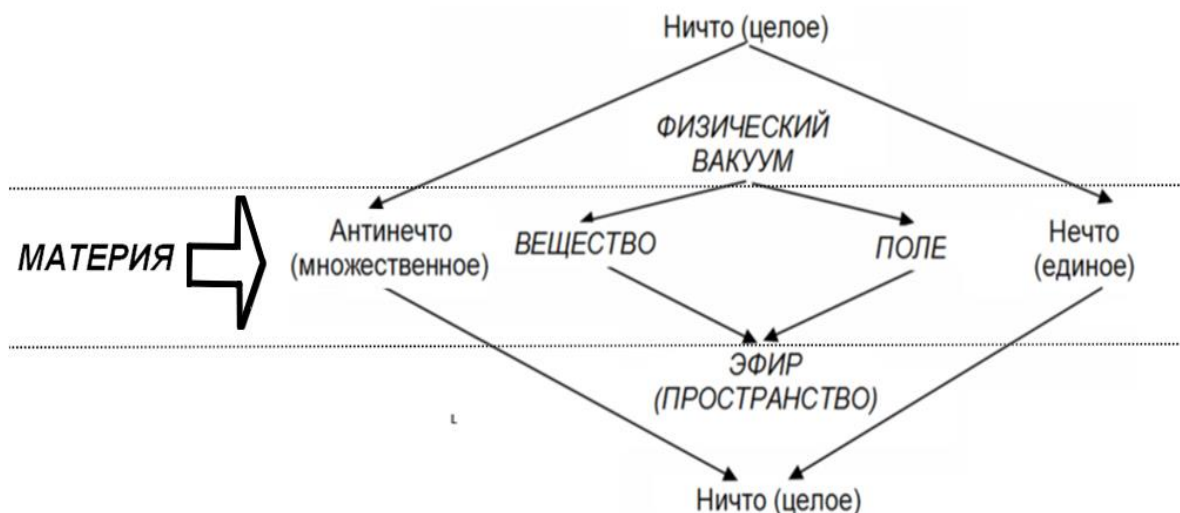 Ничто (целое)
ФИЗИЧЕСКИЙ
ВАКУУМ
МАТЕРИЯ
Антинечто
(множественное)
ВЕЩЕСТВО
ПОЛЕ
Нечто
(единое)
ЭФИР
(ПРОСТРАНСТВО)
L
Ничто (целое)